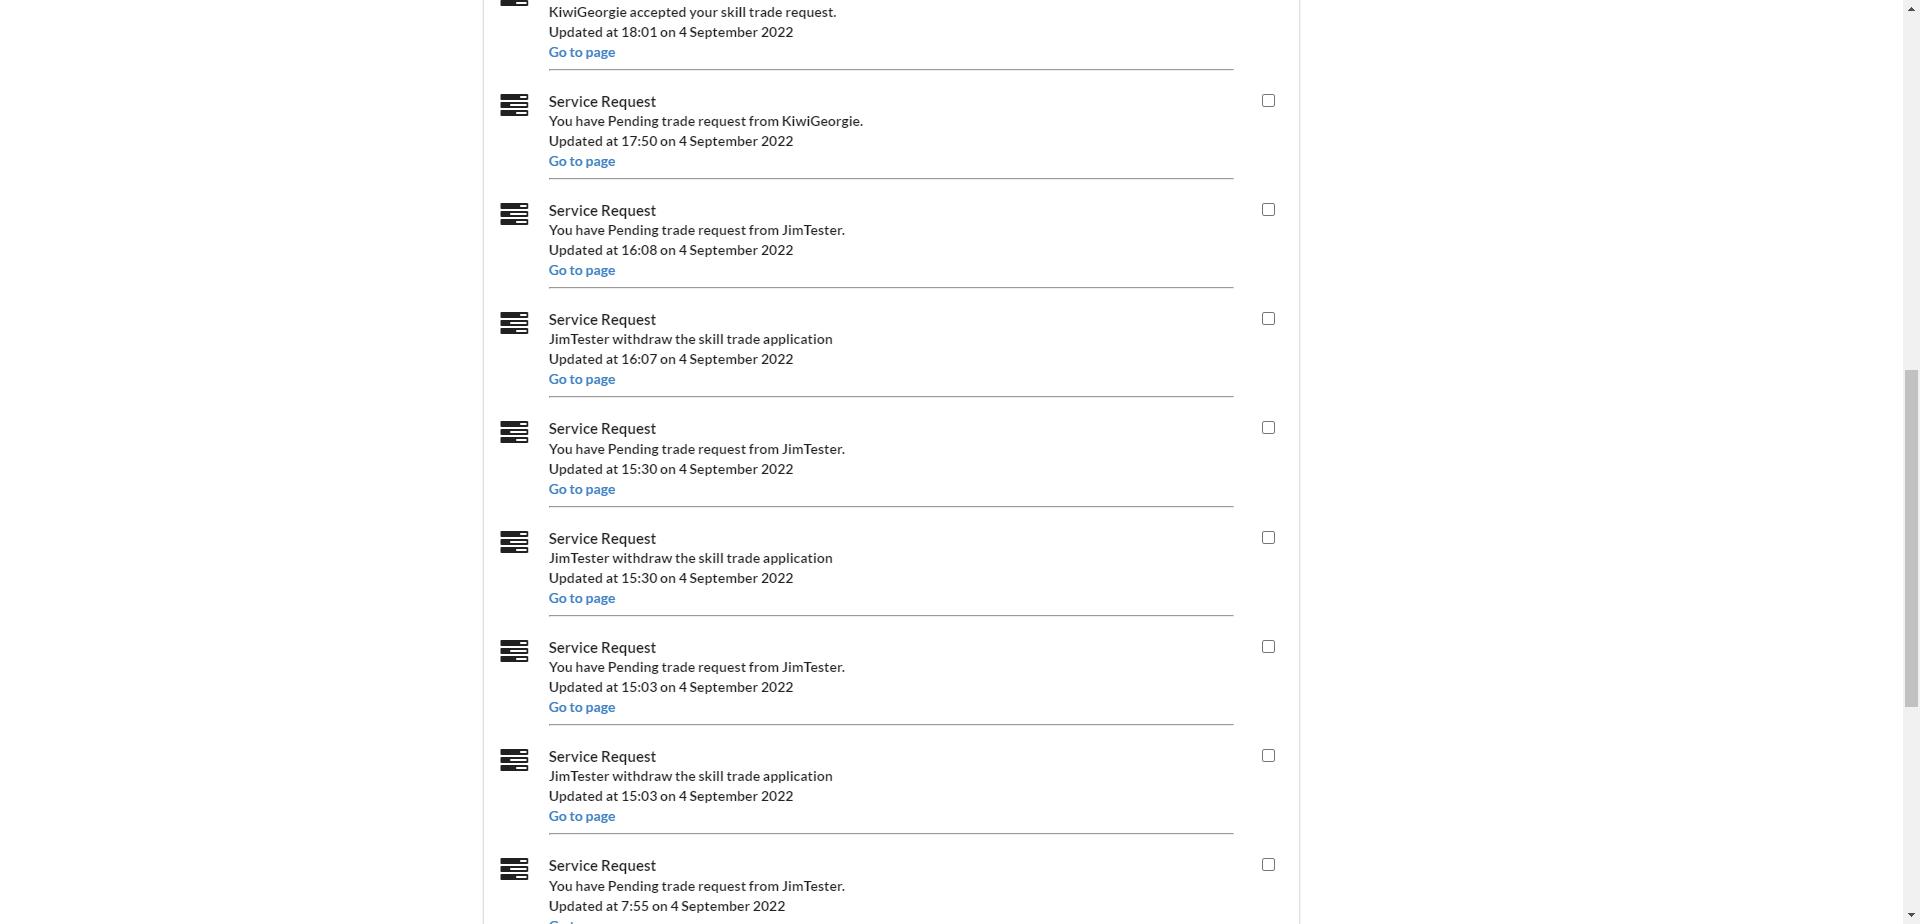 KiwiGeorgie accepted your skill trade request.
Updated at 18:01 on 4 September 2022
Go to page
Service Request
You have Pending trade request from KiwiGeorgie.
Updated at 17:50 on 4 September 2022
Go to page
Service Request
You have Pending trade request from JimTester.
Updated at 16:08 on 4 September 2022
Go to page
Service Request
JimTester withdraw the skill trade application
Updated at 16:07 on 4 September 2022
Go to page
Service Request
You have Pending trade request from JimTester.
Updated at 15:30 on 4 September 2022
Go to page
Service Request
JimTester withdraw the skill trade application
Updated at 15:30 on 4 September 2022
Go to page
Service Request
You have Pending trade request from JimTester.
Updated at 15:03 on 4 September 2022
Go to page
Service Request
JimTester withdraw the skill trade application
Updated at 15:03 on 4 September 2022
Go to page
Service Request
You have Pending trade request from JimTester.
Updated at 7:55 on 4 September 2022